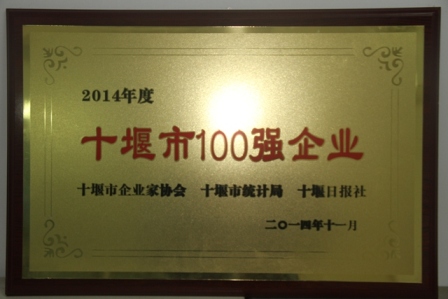 2014年度
十堰市100强企业
十堰市企业家协会 十堰市统计局 十堰日报社
二〇一四年十一月